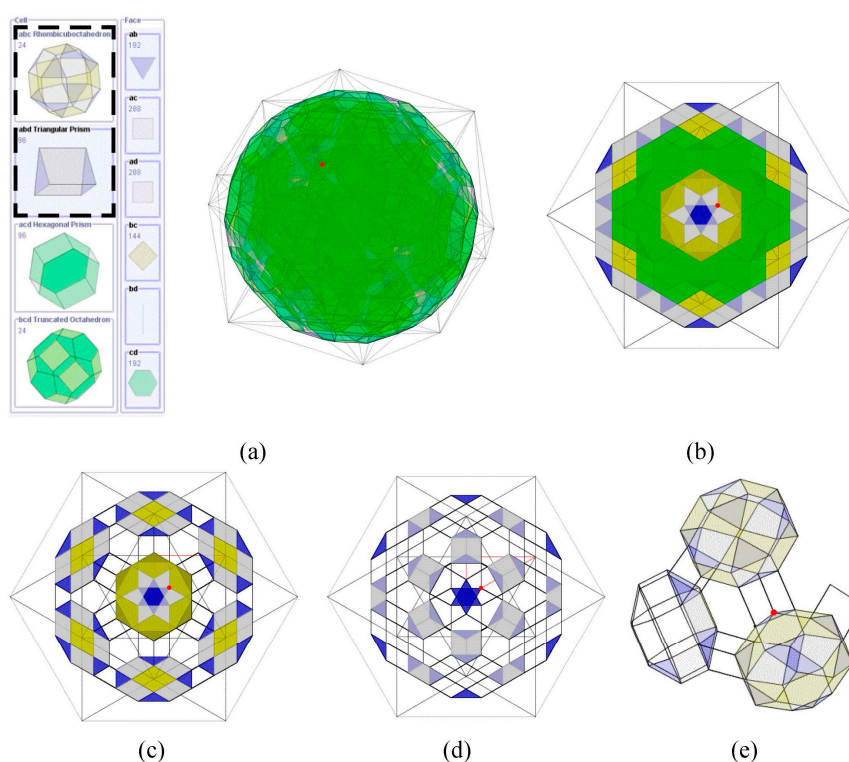 Cell
abc Rhombicuboctahedron
24
abd Triangular Prism
96
acd Hexagonal Prism
96
bcd Truncated Octahedron
24
Face
ab
192
ac
288
ad
288
bc
144
bd
cd
192
(a)
(b)
(c)
(d)
(e)